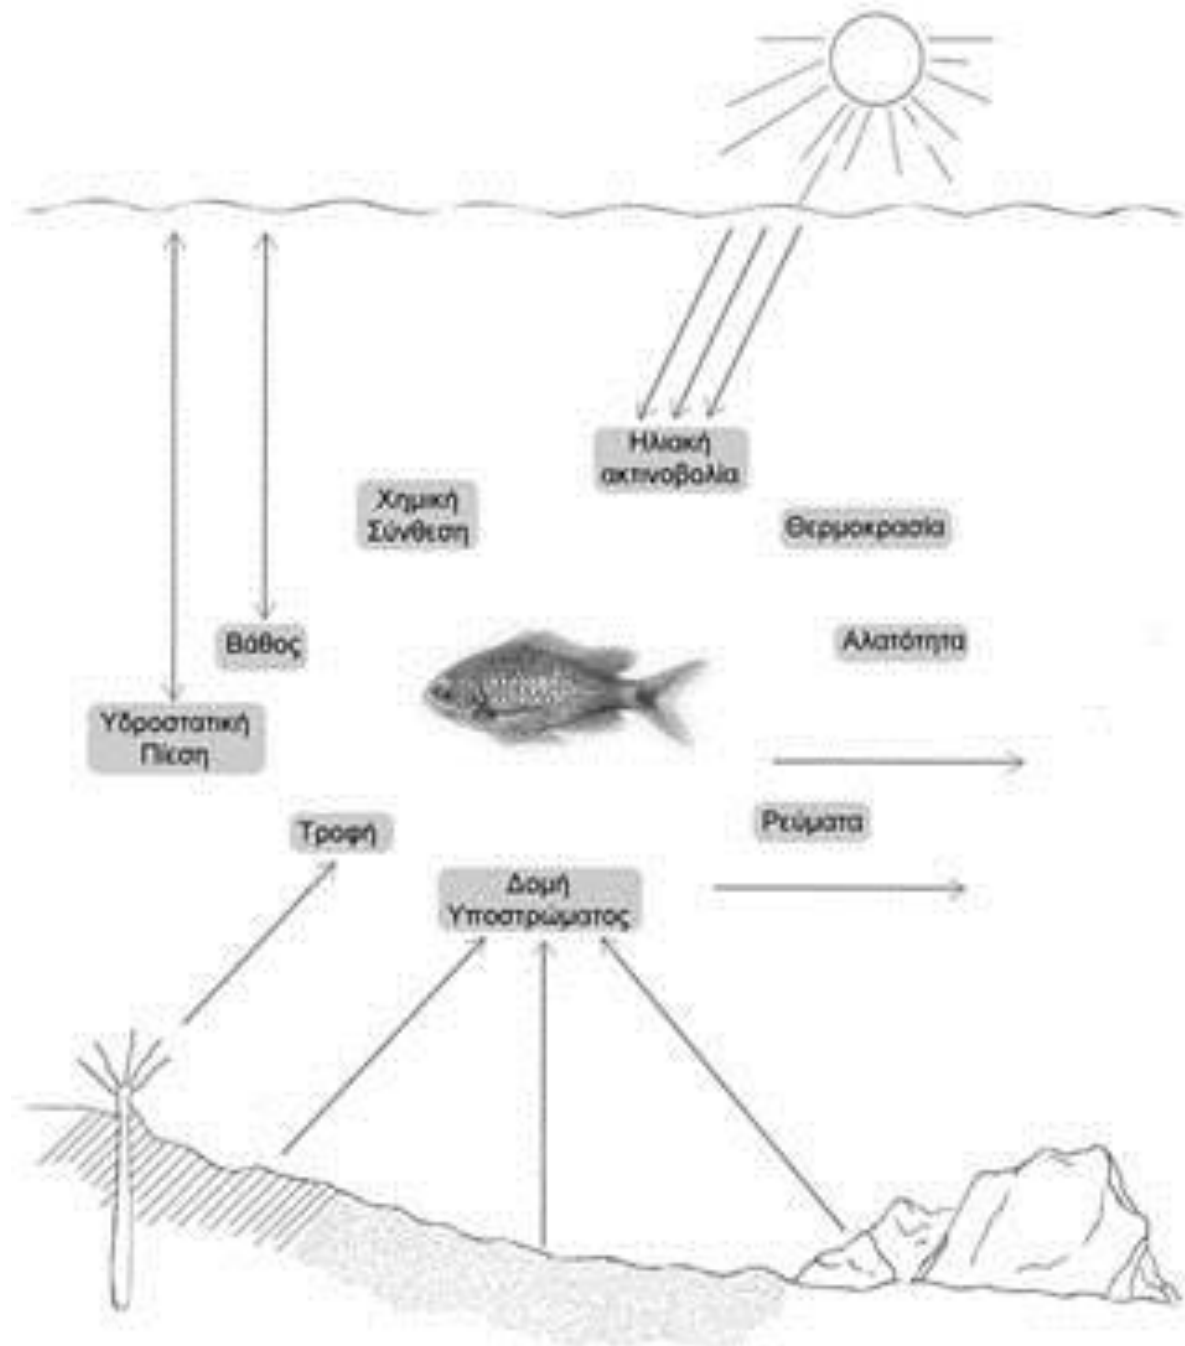 Ηλιακή
ακτινοβολία
Χημική
Σύνθεση
Θερμοκρασία
Βάθος
Αλατότητα
Υδροστατική
Πίεση
Τροφή
Ρεύματα
Δομή
Υποστρώματος